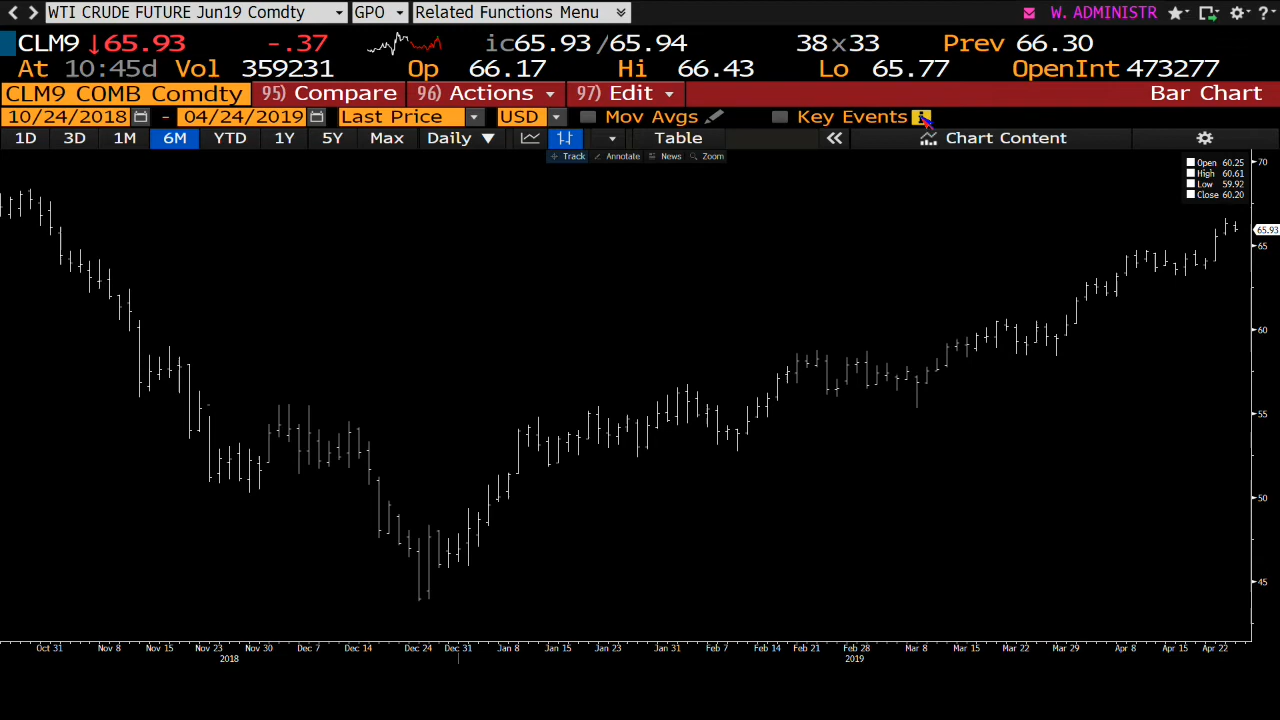 WTI CRUDE FUTURE Jun19 Comdty GPO Related Functions Menu W. ADMINISTR
CLM9 ↓65.93 -.37 ic65.93/65.94 38x33 Prev 66.30
At 10:45d Vol 359231 Op 66.17 Hi 66.43 Lo 65.77 OpenInt 473277
CLM9 COMB Comdty 95) Compare 96) Actions 97) Edit Bar Chart
10/24/2018 - 04/24/2019 Last Price USD Mov Avgs Key Events
1D 3D 1M 6M YTD 1Y 5Y Max Daily ▼ Table « Chart Content
Track Annotate News Zoom
Open 60.25
High 60.61
Low 59.92
Close 60.20
70
65.93
65
60
55
50
45
Oct 31 Nov 8 Nov 15 Nov 23 Nov 30 Dec 7 Dec 14 Dec 24 Dec 31 Jan 8 Jan 15 Jan 23 Jan 31 Feb 7 Feb 14 Feb 21 Feb 28 Mar 8 Mar 15 Mar 22 Mar 29 Apr 8 Apr 15 Apr 22
2018 2019